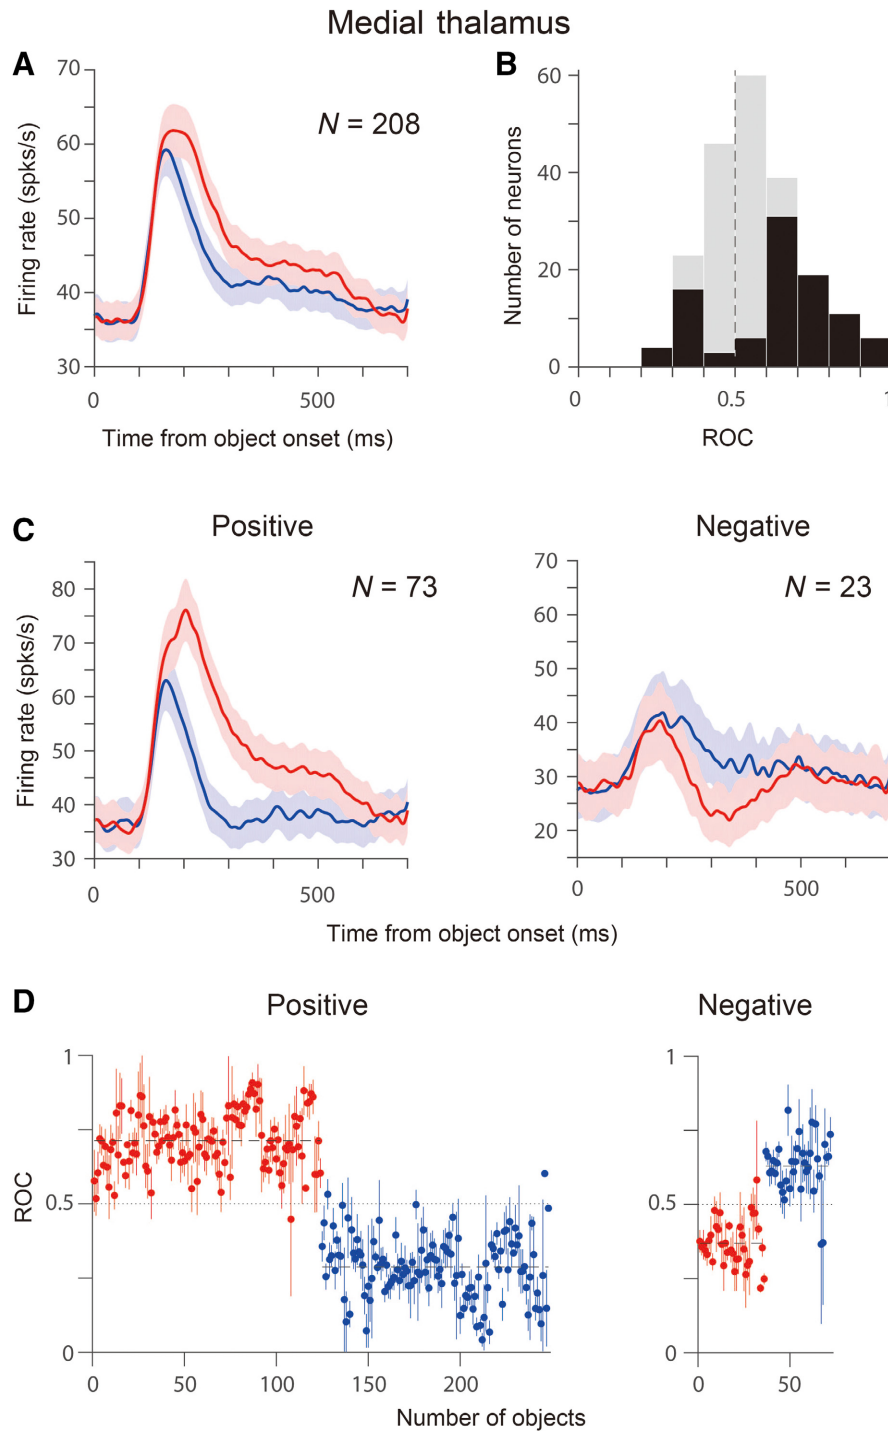 Medial thalamus
A
B
70
60
50
40
30
Firing rate (spks/s)
N = 208
0
500
Time from object onset (ms)
60
40
20
0
Number of neurons
0
0.5
1
ROC
C
Positive
Negative
80
70
60
50
40
30
Firing rate (spks/s)
N = 73
0
500
70
60
50
40
30
20
N = 23
0
500
Time from object onset (ms)
D
Positive
Negative
1
0.5
0
ROC
0
50
100
150
200
1
0.5
0
0
50
Number of objects